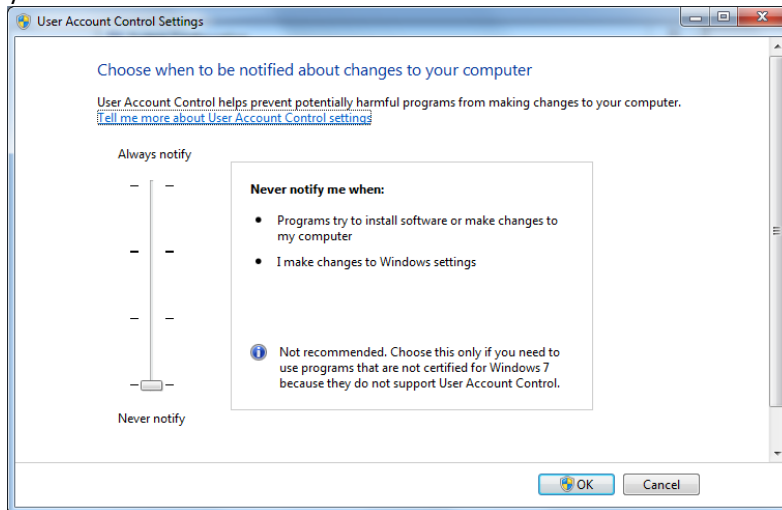 User Account Control Settings
Choose when to be notified about changes to your computer
User Account Control helps prevent potentially harmful programs from making changes to your computer.
Tell me more about User Account Control settings
Always notify
Never notify me when:
• Programs try to install software or make changes to
my computer
• I make changes to Windows settings
Not recommended. Choose this only if you need to
use programs that are not certified for Windows 7
because they do not support User Account Control.
Never notify
OK
Cancel